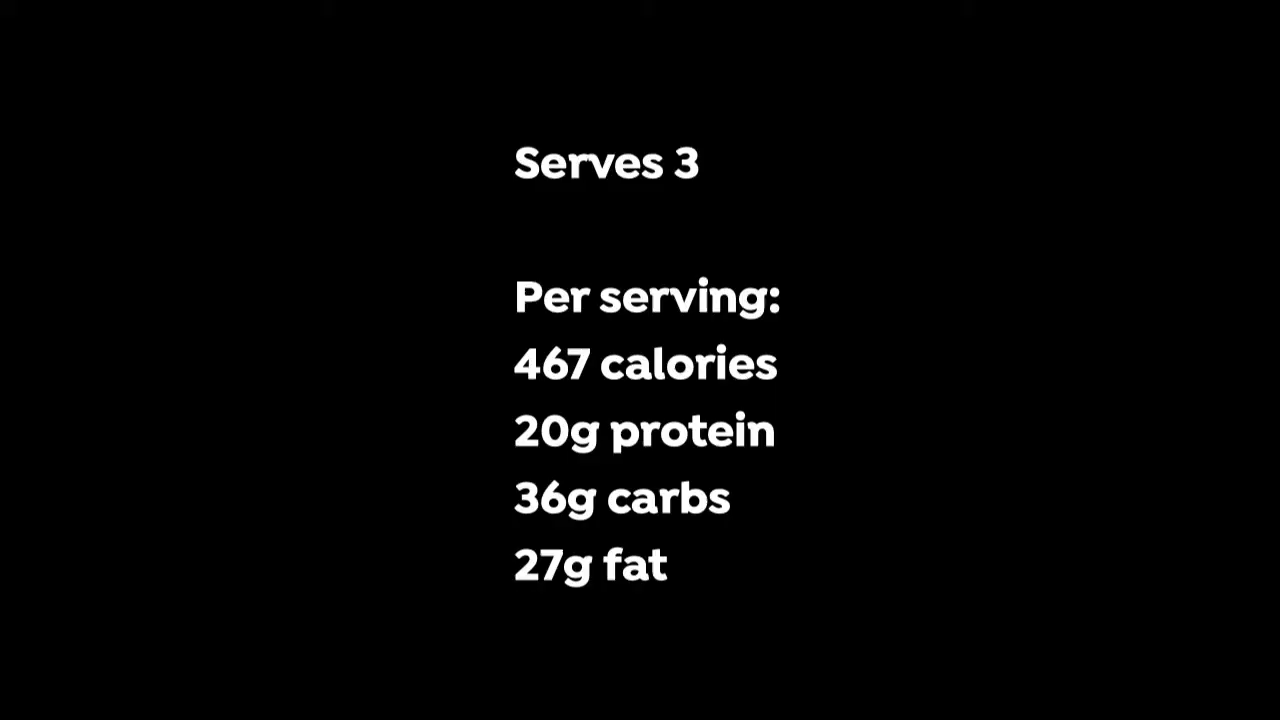 Serves 3
Per serving:
467 calories
20g protein
36g carbs
27g fat